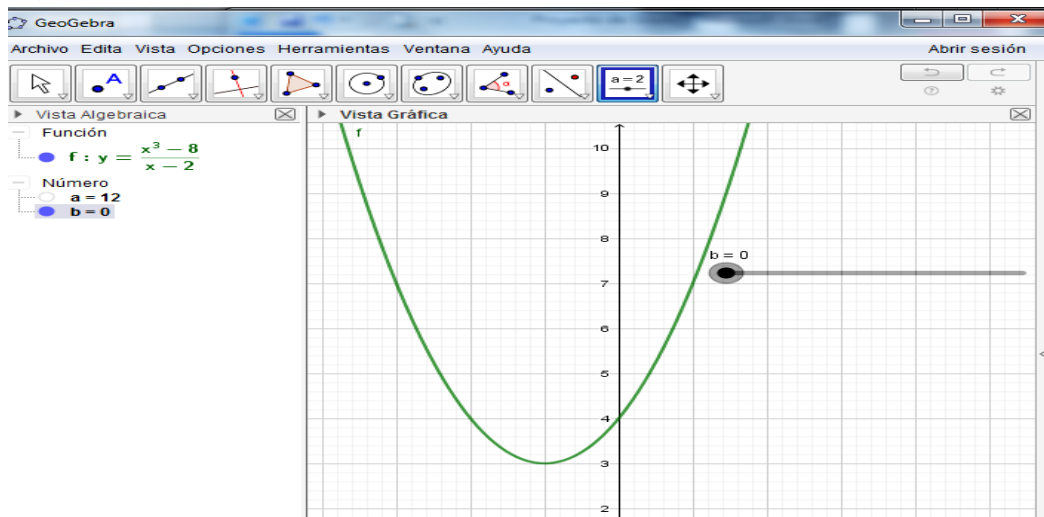 GeoGebra
Archivo Edita Vista Opciones Herramientas Ventana Ayuda
Abrir sesión
A
α
a = 2
Vista Algebraica
Vista Gráfica
Función
f : y = x³ − 8 / x − 2
Número
a = 12
b = 0
f
10
9
8
b = 0
7
6
5
4
3
2